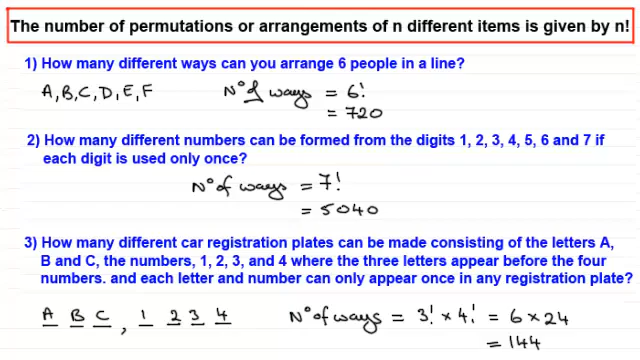 The number of permutations or arrangements of n different items is given by n!
1) How many different ways can you arrange 6 people in a line?
A, B, C, D, E, F N° of ways = 6!
= 720
2) How many different numbers can be formed from the digits 1, 2, 3, 4, 5, 6 and 7 if
each digit is used only once?
N° of ways = 7!
= 5040
3) How many different car registration plates can be made consisting of the letters A,
B and C, the numbers, 1, 2, 3, and 4 where the three letters appear before the four
numbers. and each letter and number can only appear once in any registration plate?
A B C , 1 2 3 4 N° of ways = 3! × 4! = 6 × 24
= 144